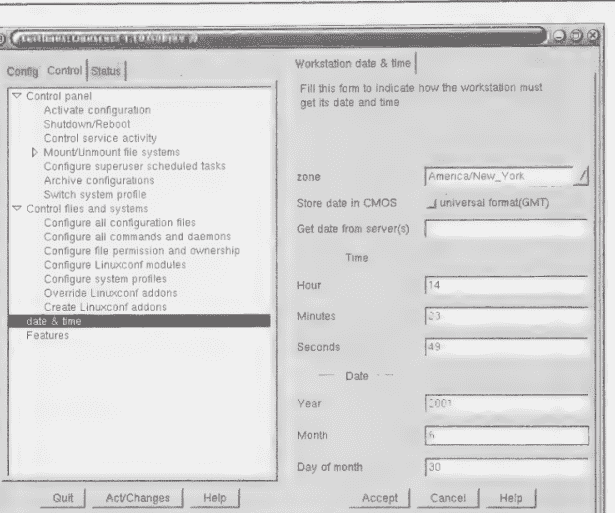 Config Control Status
Control panel
Activate configuration
Shutdown/Reboot
Control service activity
Mount/Unmount file systems
Configure superuser scheduled tasks
Archive configurations
Switch system profile
Control files and systems
Configure all configuration files
Configure all commands and daemons
Configure file permission and ownership
Configure Linuxconf modules
Configure system profiles
Override Linuxconf addons
Create Linuxconf addons
date & time
Features
Quit Act/Changes Help
Workstation date & time
Fill this form to indicate how the workstation must
get its date and time
zone America/New_York
Store date in CMOS universal format(GMT)
Get date from server(s)
Time
Hour 14
Minutes 23
Seconds 49
Date
Year
Month 6
Day of month 30
Accept Cancel Help